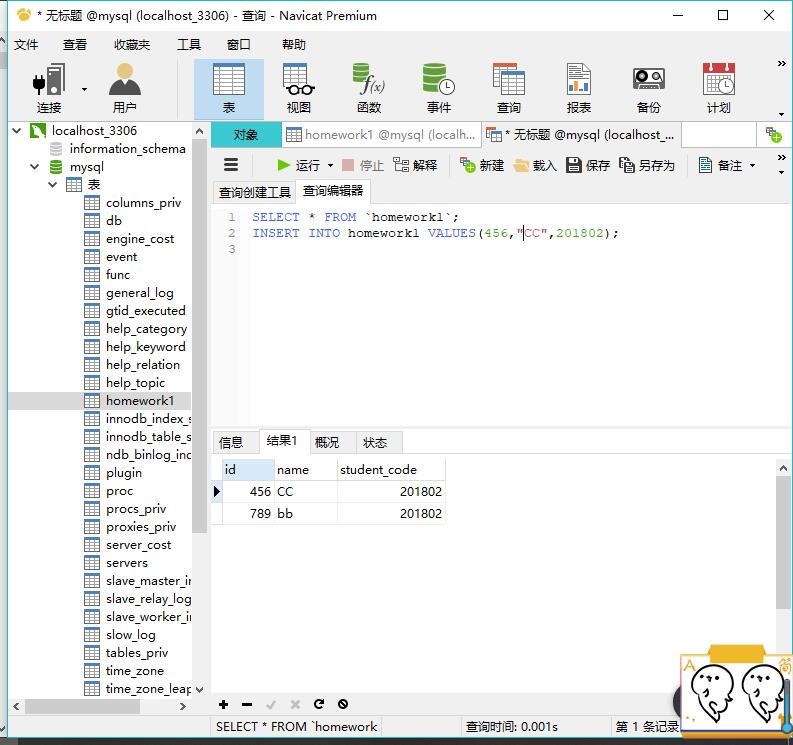 * 无标题 @mysql (localhost_3306) - 查询 - Navicat Premium
文件 查看 收藏夹 工具 窗口 帮助
连接 用户 表 视图 函数 事件 查询 报表 备份 计划
localhost_3306
information_schema
mysql
表
columns_priv
db
engine_cost
event
func
general_log
gtid_executed
help_category
help_keyword
help_relation
help_topic
homework1
innodb_index_s
innodb_table_s
ndb_binlog_ind
plugin
proc
procs_priv
proxies_priv
server_cost
servers
slave_master_in
slave_relay_log
slave_worker_in
slow_log
tables_priv
time_zone
time_zone_leap
对象 homework1 @mysql (localh... * 无标题 @mysql (localhost_...
运行 停止 解释 新建 载入 保存 另存为 备注
查询创建工具 查询编辑器
1 SELECT * FROM `homework1`;
2 INSERT INTO homework1 VALUES(456,"CC",201802);
3
信息 结果1 概况 状态
id name student_code
456 CC 201802
789 bb 201802
SELECT * FROM `homework 查询时间: 0.001s 第 1 条记录
A 简